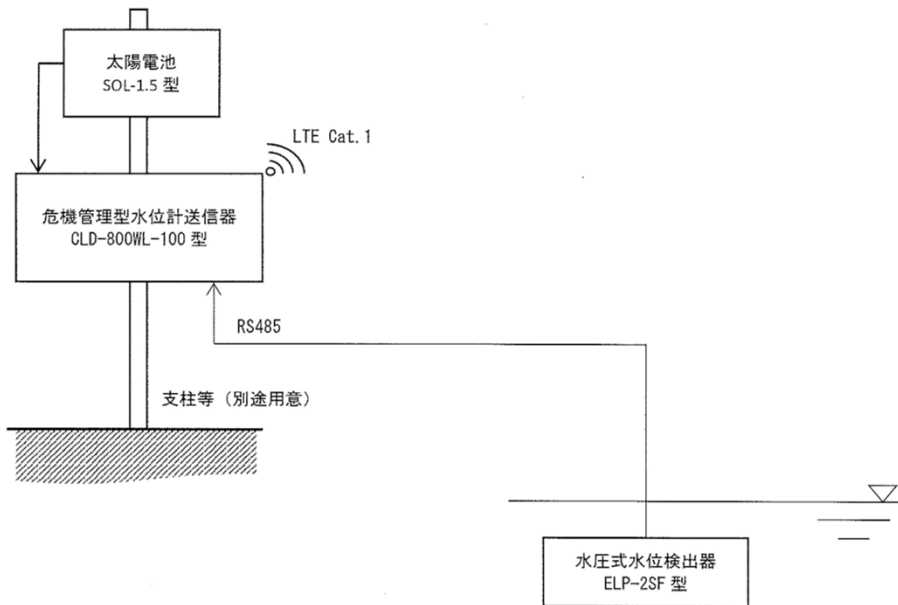 太陽電池
SOL-1.5 型
LTE Cat.1
危機管理型水位計送信器
CLD-800WL-100 型
RS485
支柱等（別途用意）
水圧式水位検出器
ELP-2SF 型